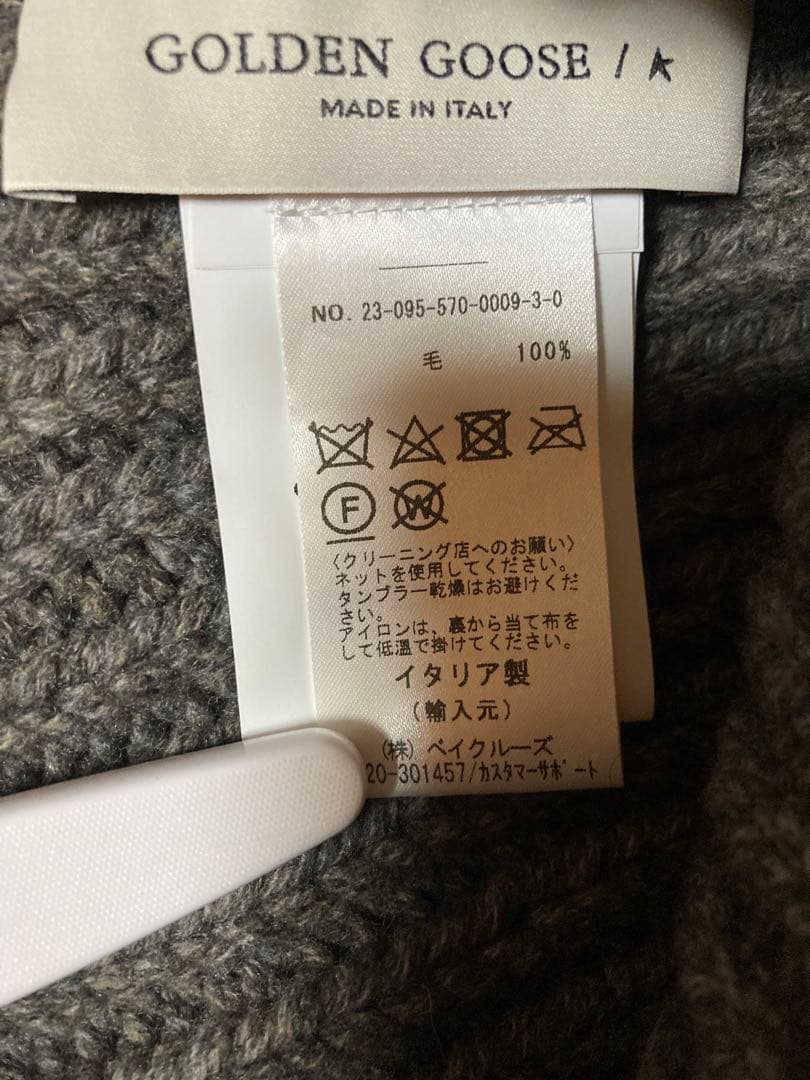 GOLDEN GOOSE /
MADE IN ITALY
NO. 23-095-570-0009-3-0
毛 100%
F W
〈クリーニング店へのお願い〉
ネットを使用してください。
タンブラー乾燥はお避けくだ
さい。
アイロンは、裏から当て布を
して低温で掛けてください。
イタリア製
(輸入元)
(株) ベイクルーズ
20-301457/カスタマーサポート